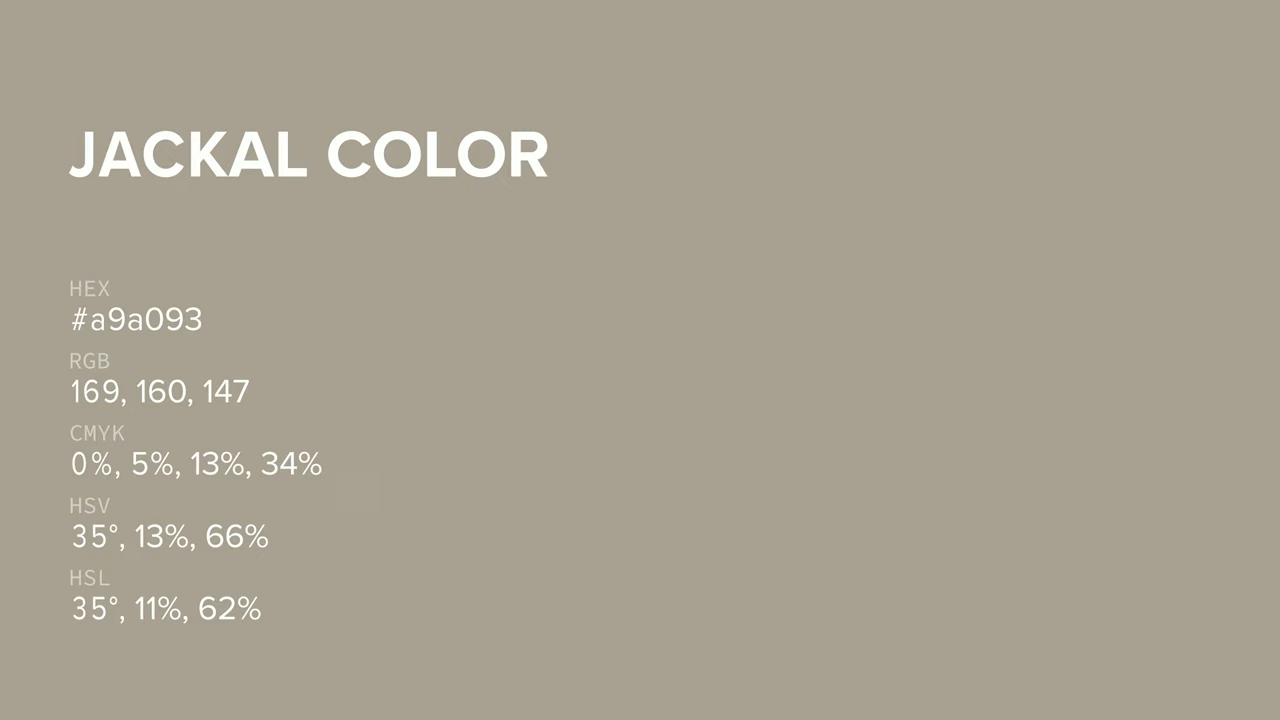 JACKAL COLOR
HEX
#a9a093
RGB
169, 160, 147
CMYK
0%, 5%, 13%, 34%
HSV
35°, 13%, 66%
HSL
35°, 11%, 62%